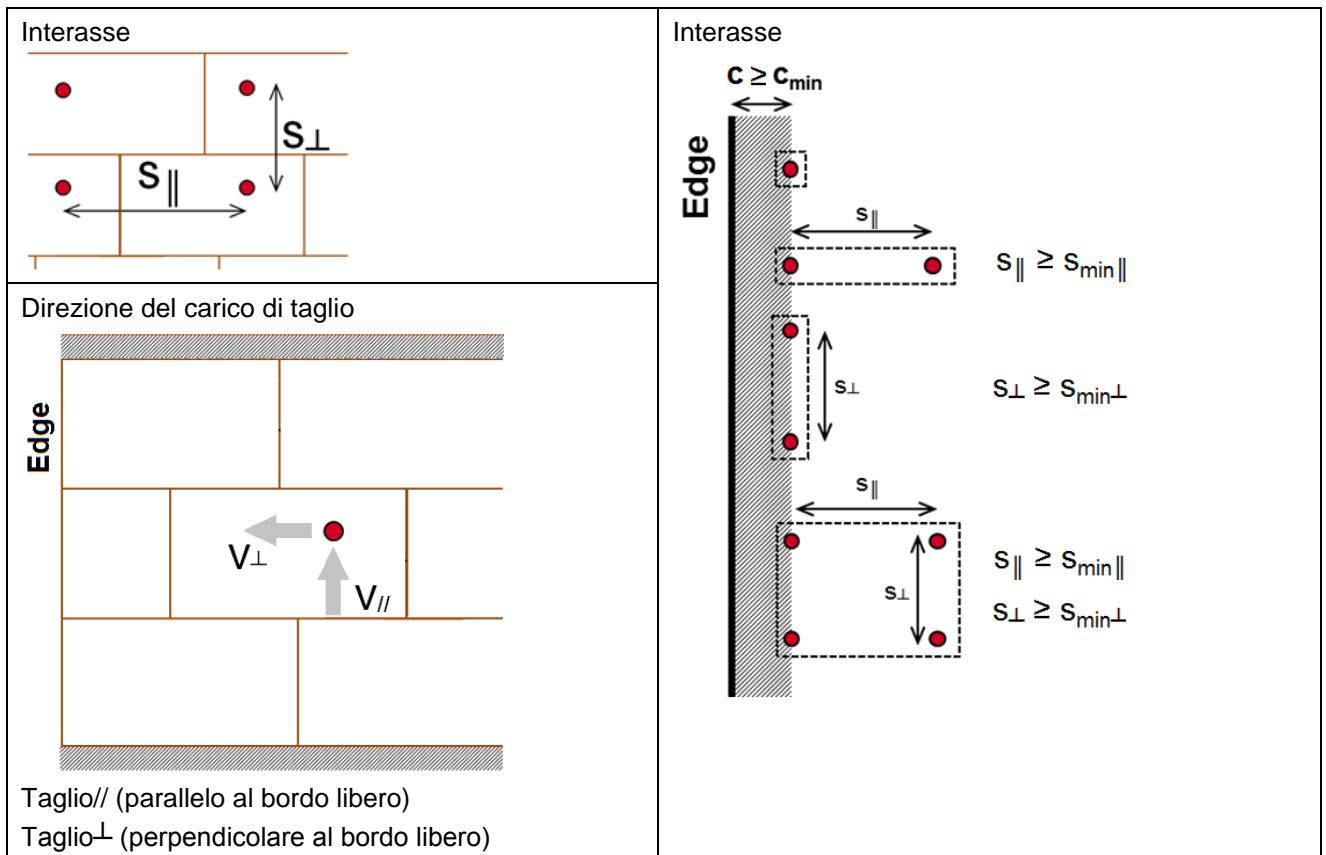 Interasse
S⊥
S∥
Direzione del carico di taglio
Edge
V⊥
V//
Taglio// (parallelo al bordo libero)
Taglio⊥ (perpendicolare al bordo libero)
Interasse
c ≥ cmin
Edge
s∥
s∥ ≥ smin∥
s⊥
s⊥ ≥ smin⊥
s∥
s⊥
s∥ ≥ smin∥
s⊥ ≥ smin⊥